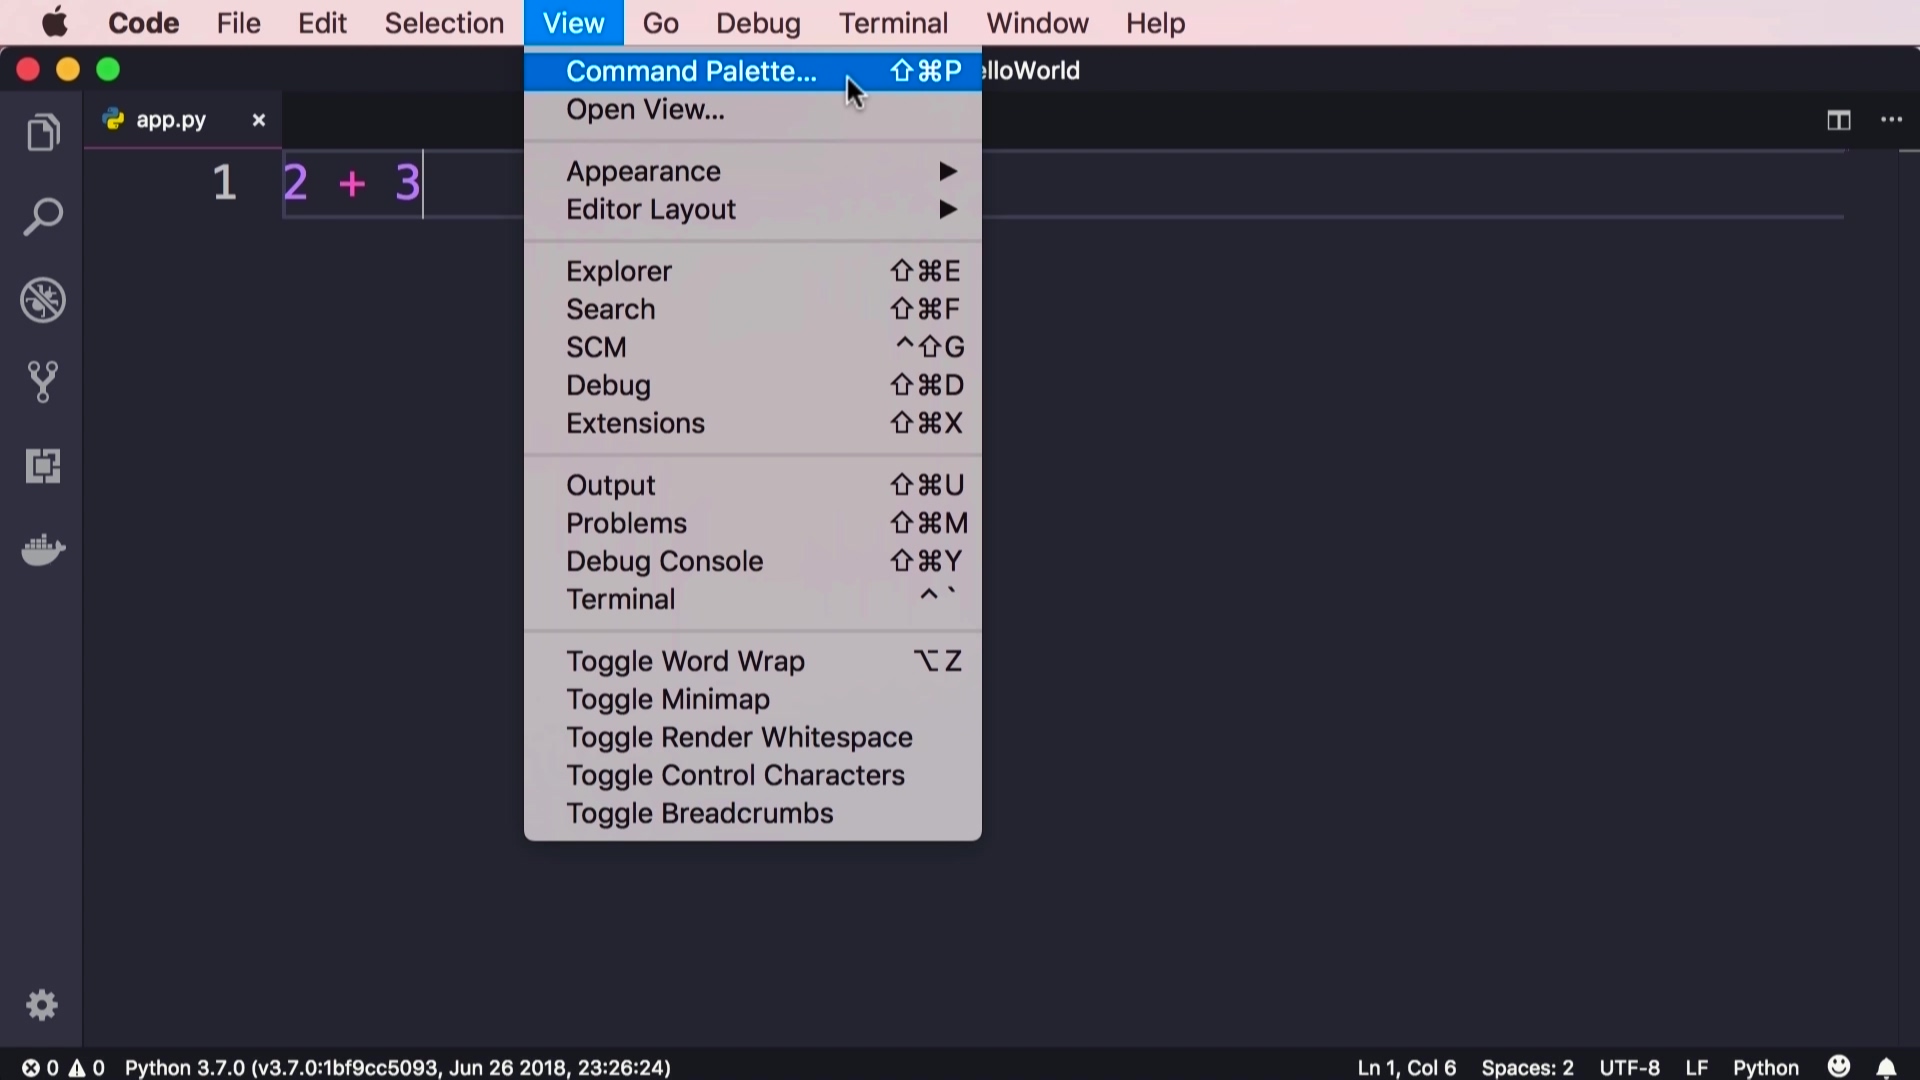 Code File Edit Selection View Go Debug Terminal Window Help
Command Palette... ⇧⌘P
elloWorld
Open View...
app.py ×
Appearance ▶
1 2 + 3
Editor Layout ▶
Explorer ⇧⌘E
Search ⇧⌘F
SCM ^⇧G
Debug ⇧⌘D
Extensions ⇧⌘X
Output ⇧⌘U
Problems ⇧⌘M
Debug Console ⇧⌘Y
Terminal ^`
Toggle Word Wrap ⌥Z
Toggle Minimap
Toggle Render Whitespace
Toggle Control Characters
Toggle Breadcrumbs
0 0 Python 3.7.0 (v3.7.0:1bf9cc5093, Jun 26 2018, 23:26:24) Ln 1, Col 6 Spaces: 2 UTF-8 LF Python